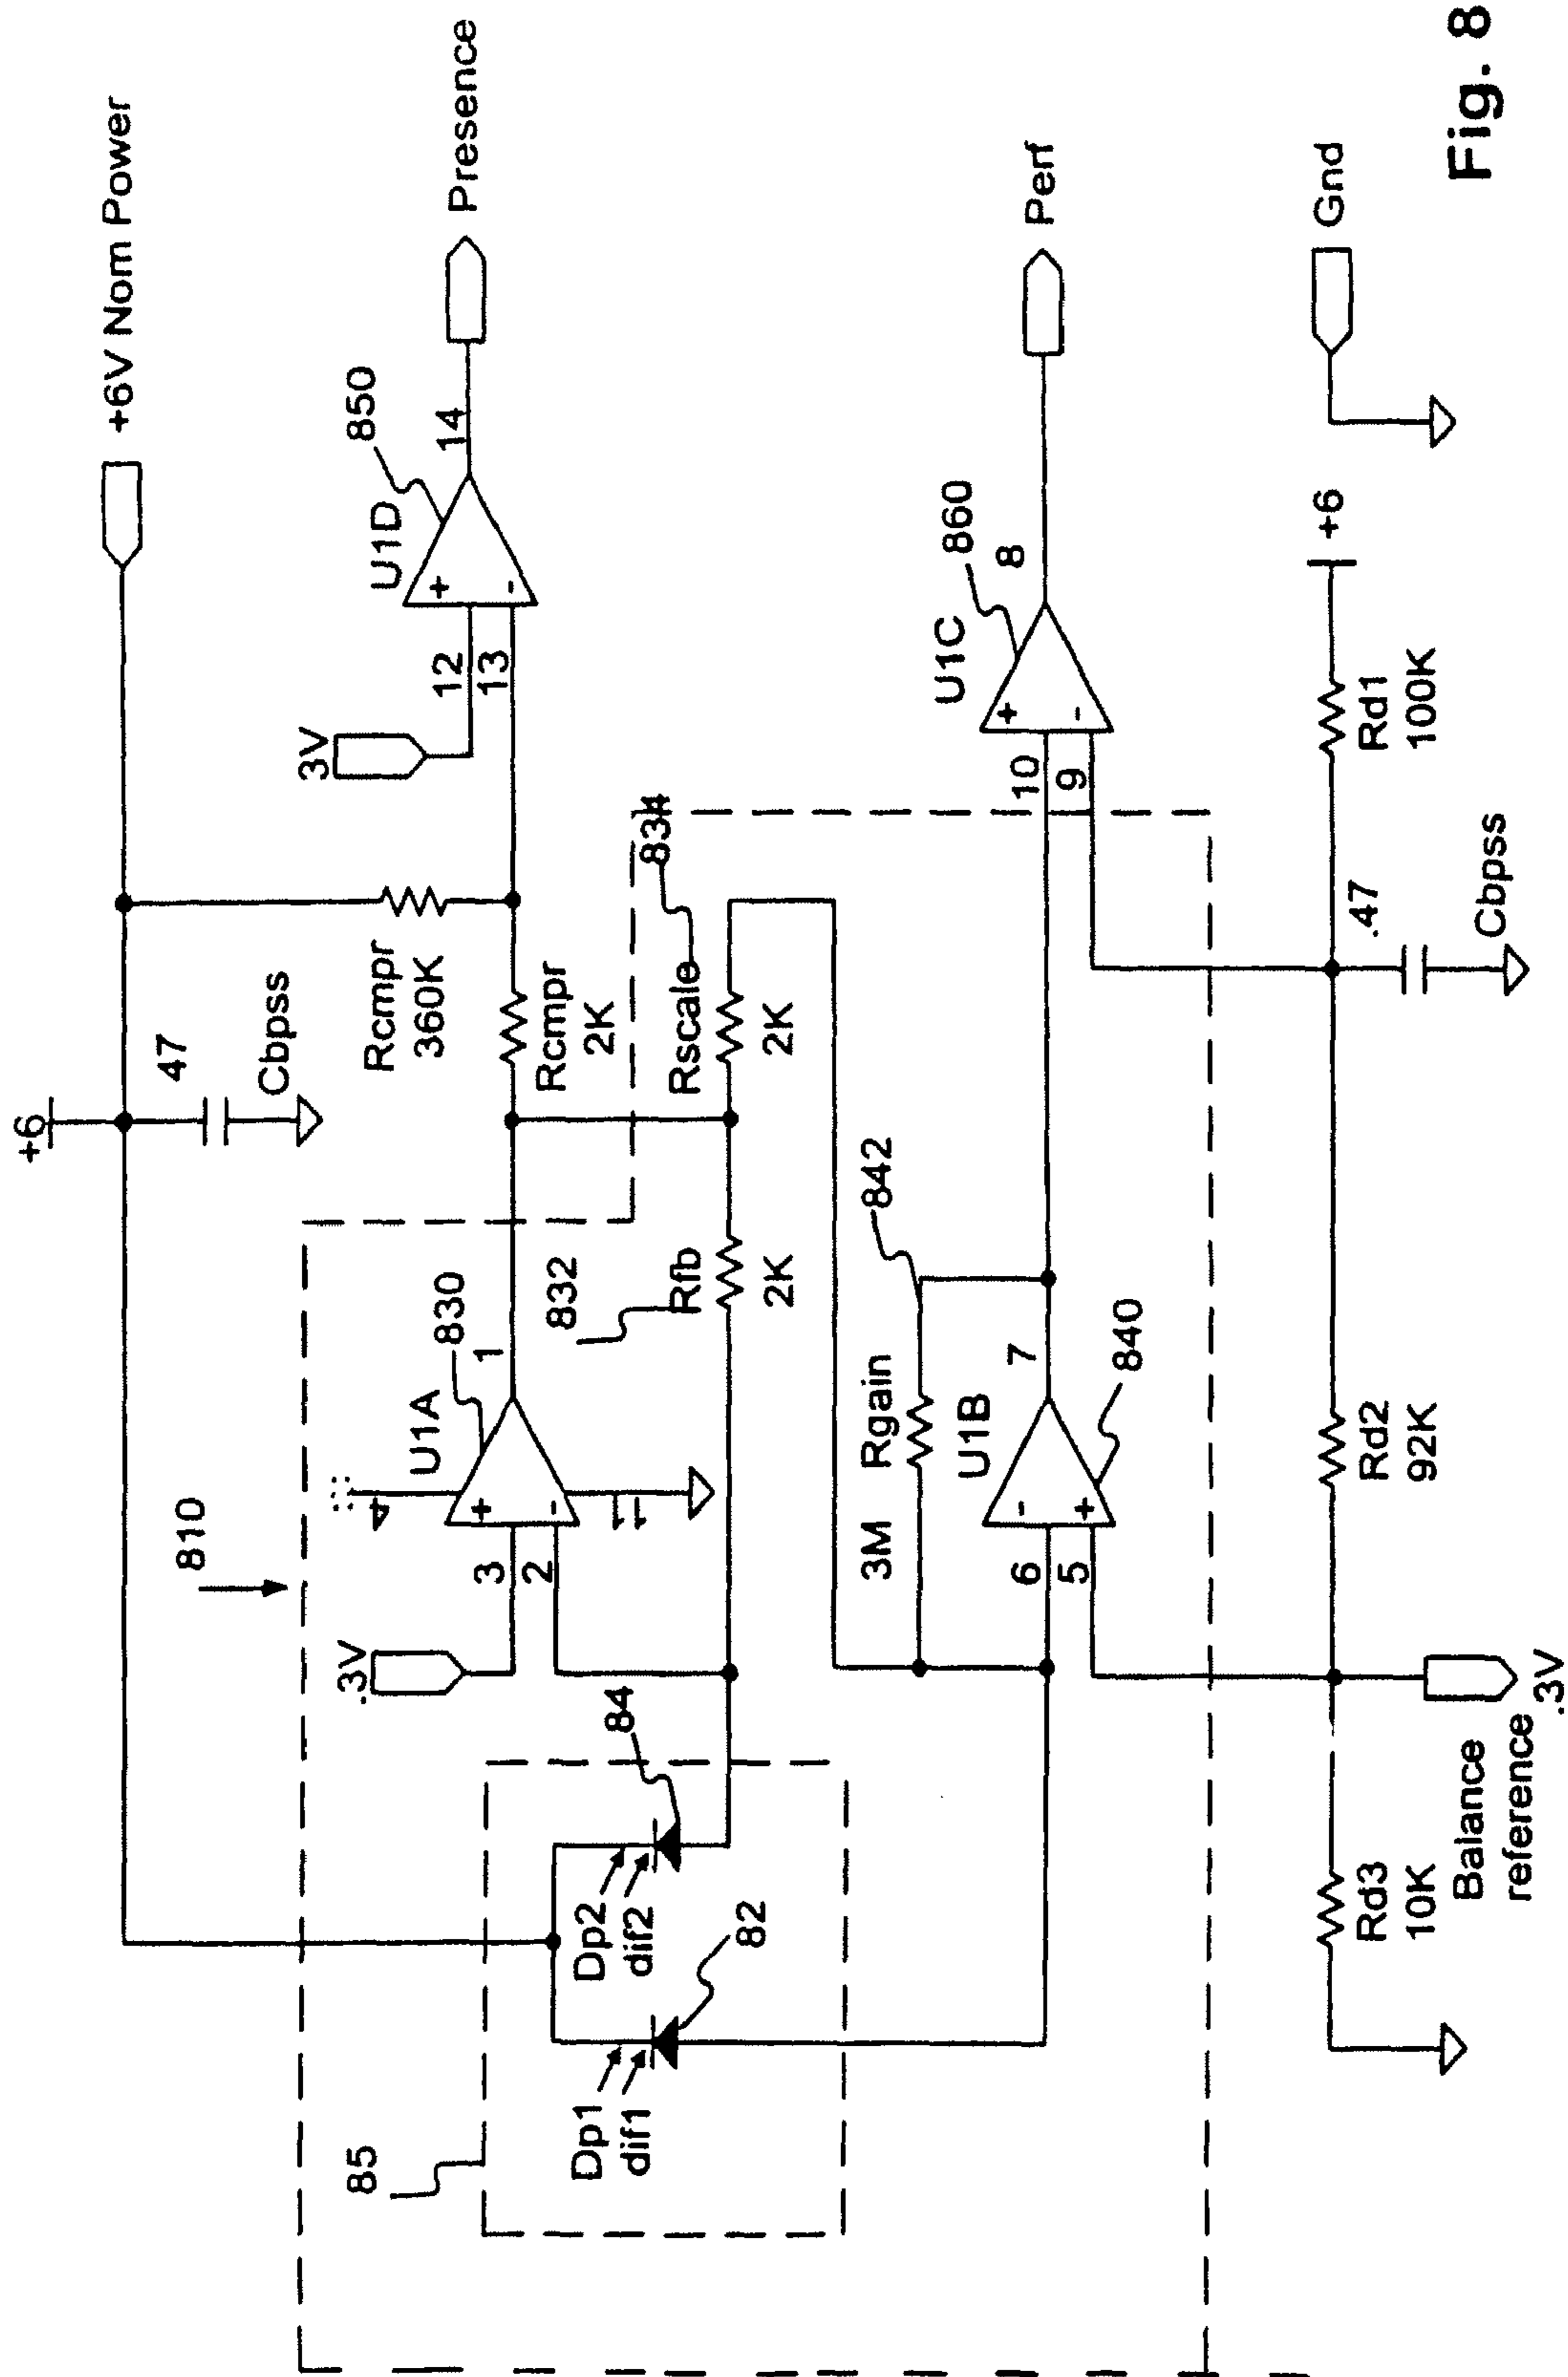 +6
+6V Nom Power
47
Cbpss
810
Rcmpr
360K
3V
12
13
U1D
850
+
-
14
Presence
.3V
3
2
4
U1A
830
+
-
11
1
Rcmpr
2K
834
85
84
832
Rfb
2K
Rscale
2K
Dp1
dif1
Dp2
dif2
82
842
3M
Rgain
6
5
U1B
-
+
7
840
10
9
U1C
860
+
-
8
Perf
Rd3
10K
Balance
reference
.3V
Rd2
92K
.47
Cbpss
Rd1
100K
+6
Gnd
Fig. 8